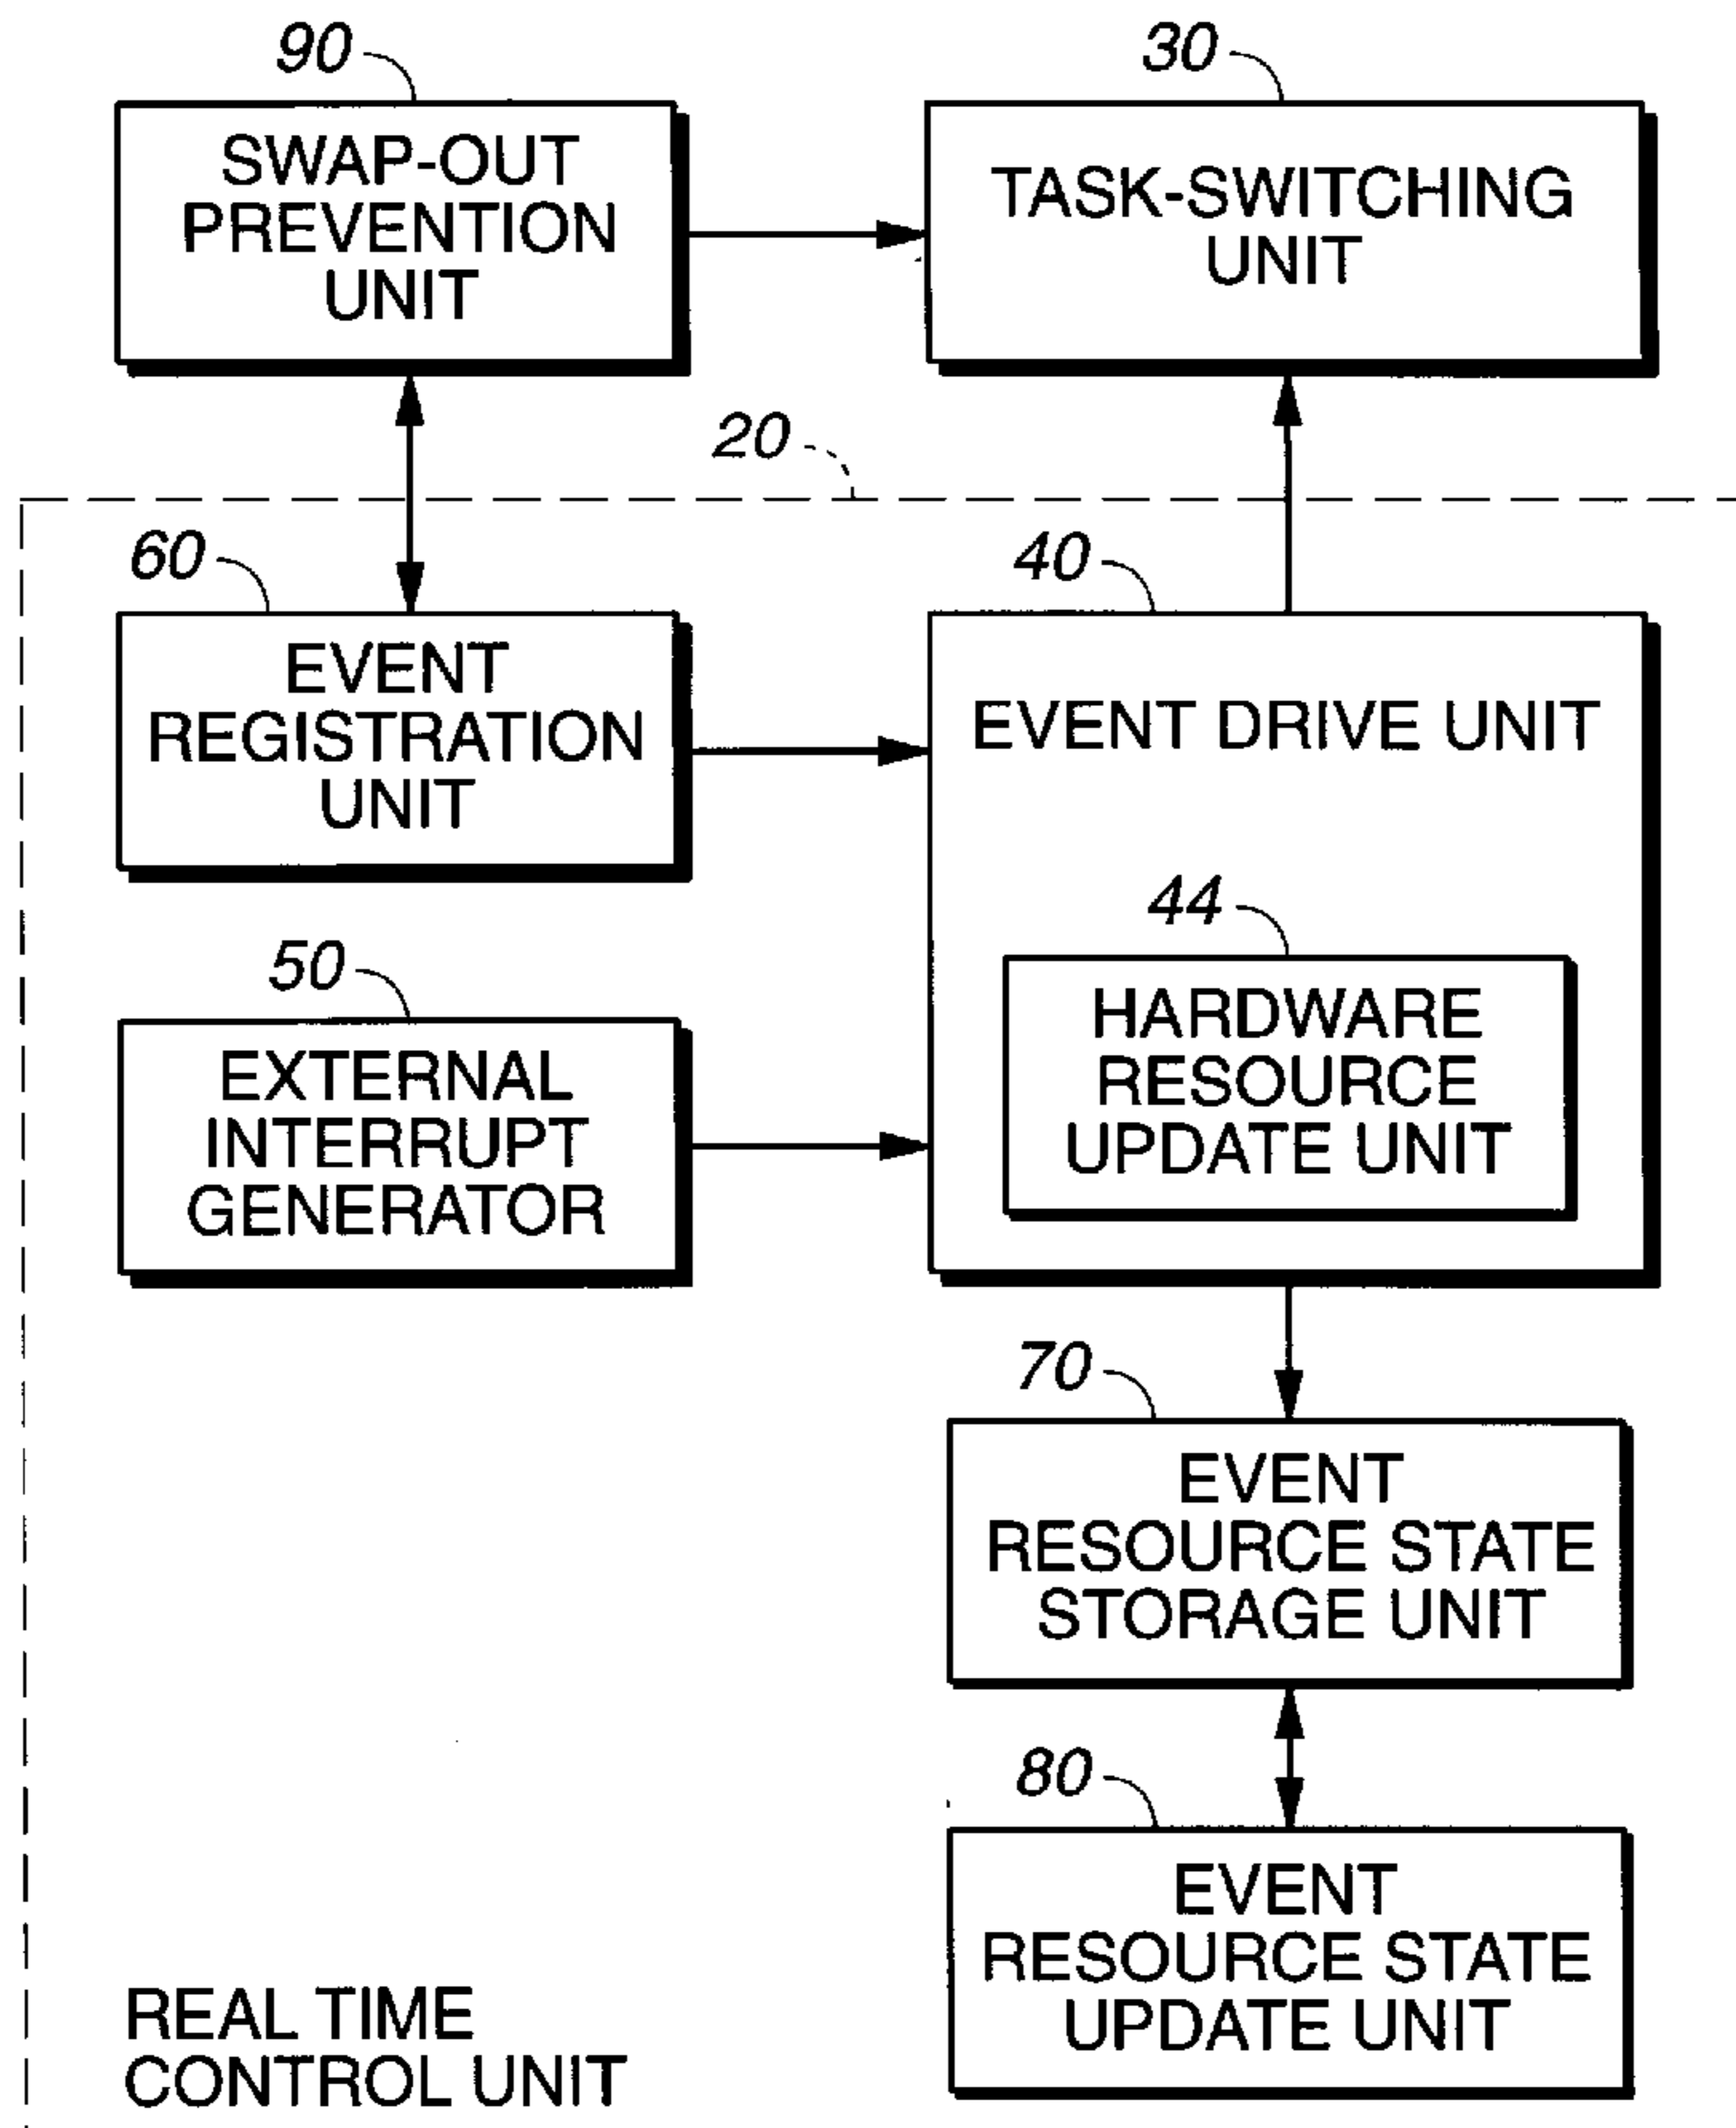 90
SWAP-OUT
PREVENTION
UNIT
30
TASK-SWITCHING
UNIT
20
60
EVENT
REGISTRATION
UNIT
40
EVENT DRIVE UNIT
44
HARDWARE
RESOURCE
UPDATE UNIT
50
EXTERNAL
INTERRUPT
GENERATOR
70
EVENT
RESOURCE STATE
STORAGE UNIT
80
EVENT
RESOURCE STATE
UPDATE UNIT
REAL TIME
CONTROL UNIT